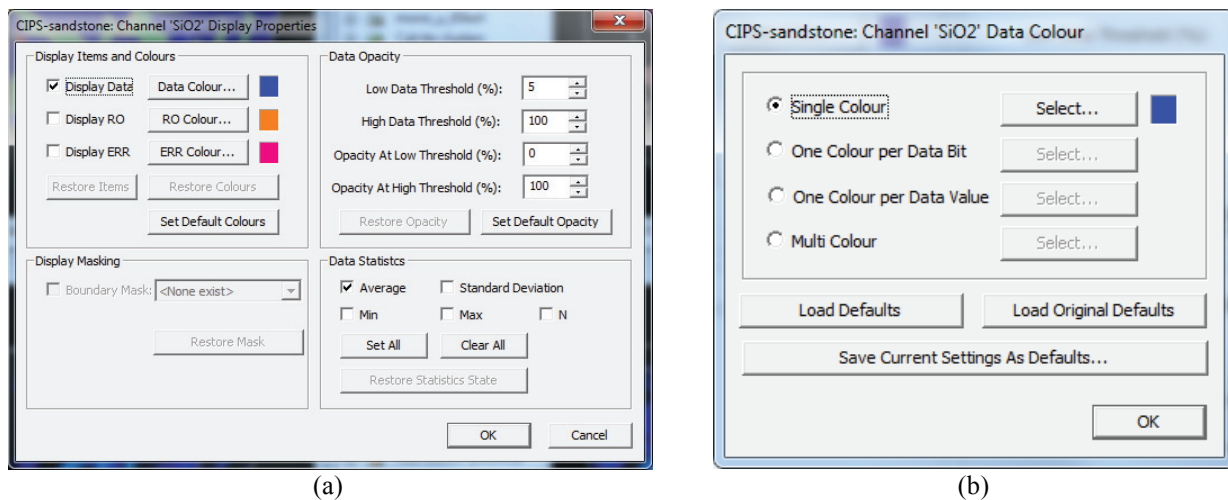 CIPS-sandstone: Channel 'SiO2' Display Properties
Display Items and Colours
Display Data
Data Colour...
Display RO
RO Colour...
Display ERR
ERR Colour...
Restore Items
Restore Colours
Set Default Colours
Data Opacity
Low Data Threshold (%):
5
High Data Threshold (%):
100
Opacity At Low Threshold (%):
0
Opacity At High Threshold (%):
100
Restore Opacity
Set Default Opacity
Display Masking
Boundary Mask:
<None exist>
Restore Mask
Data Statistcs
Average
Standard Deviation
Min
Max
N
Set All
Clear All
Restore Statistics State
OK
Cancel
(a)
CIPS-sandstone: Channel 'SiO2' Data Colour
Single Colour
Select...
One Colour per Data Bit
Select...
One Colour per Data Value
Select...
Multi Colour
Select...
Load Defaults
Load Original Defaults
Save Current Settings As Defaults...
OK
(b)